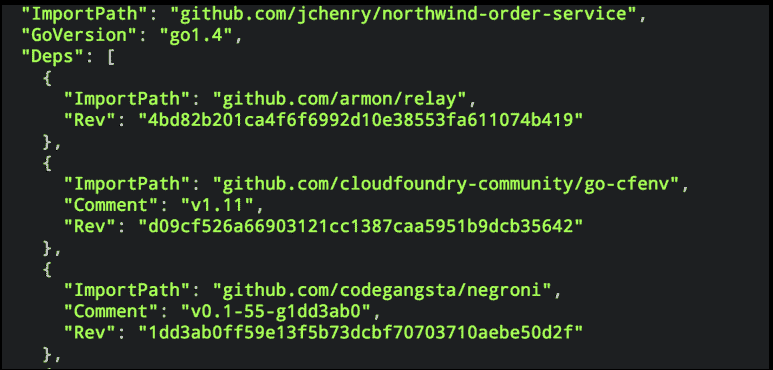 "ImportPath": "github.com/jchenry/northwind-order-service",
"GoVersion": "go1.4",
"Deps": [
{
"ImportPath": "github.com/armon/relay",
"Rev": "4bd82b201ca4f6f6992d10e38553fa611074b419"
},
{
"ImportPath": "github.com/cloudfoundry-community/go-cfenv",
"Comment": "v1.11",
"Rev": "d09cf526a66903121cc1387caa5951b9dcb35642"
},
{
"ImportPath": "github.com/codegangsta/negroni",
"Comment": "v0.1-55-g1dd3ab0",
"Rev": "1dd3ab0ff59e13f5b73dcbf70703710aebe50d2f"
},